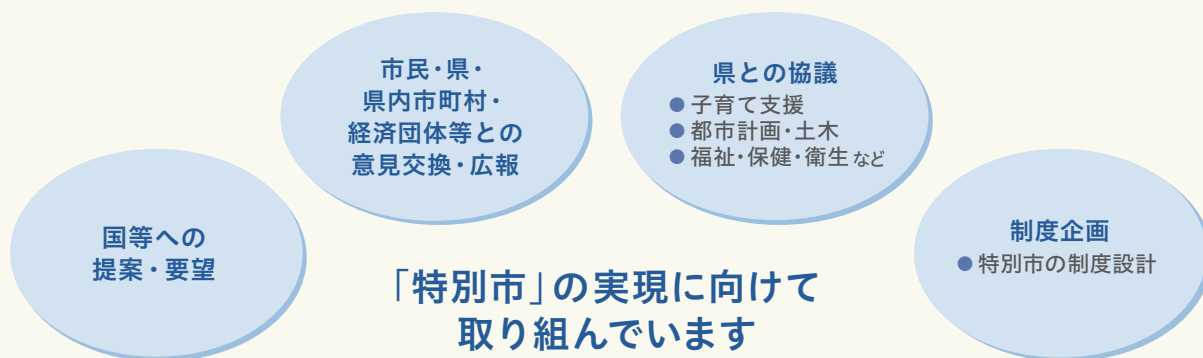 市民・県・
県内市町村・
経済団体等との
意見交換・広報
県との協議
●子育て支援
●都市計画・土木
●福祉・保健・衛生など
国等への
提案・要望
制度企画
●特別市の制度設計
「特別市」の実現に向けて
取り組んでいます